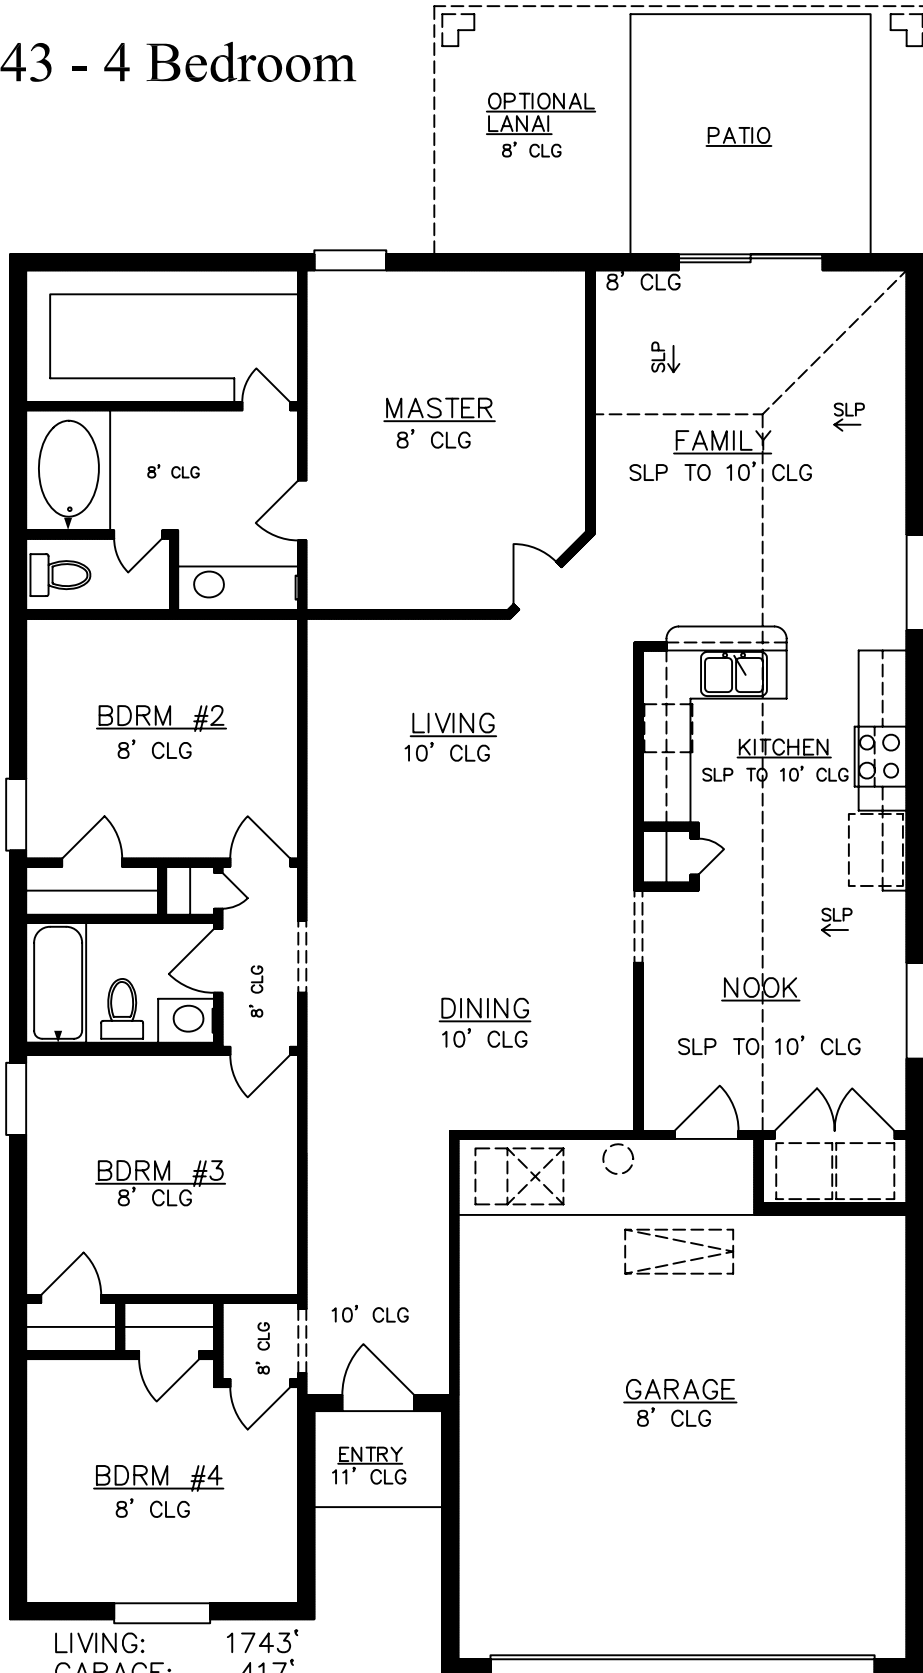 43 - 4 Bedroom
OPTIONAL
LANAI
8' CLG
PATIO
8' CLG
SLP
SLP
MASTER
8' CLG
8' CLG
FAMILY
SLP TO 10' CLG
BDRM #2
8' CLG
LIVING
10' CLG
KITCHEN
SLP TO 10' CLG
SLP
8' CLG
NOOK
SLP TO 10' CLG
DINING
10' CLG
BDRM #3
8' CLG
10' CLG
8' CLG
GARAGE
8' CLG
ENTRY
11' CLG
BDRM #4
8' CLG
LIVING: 1743'
GARAGE: 417'